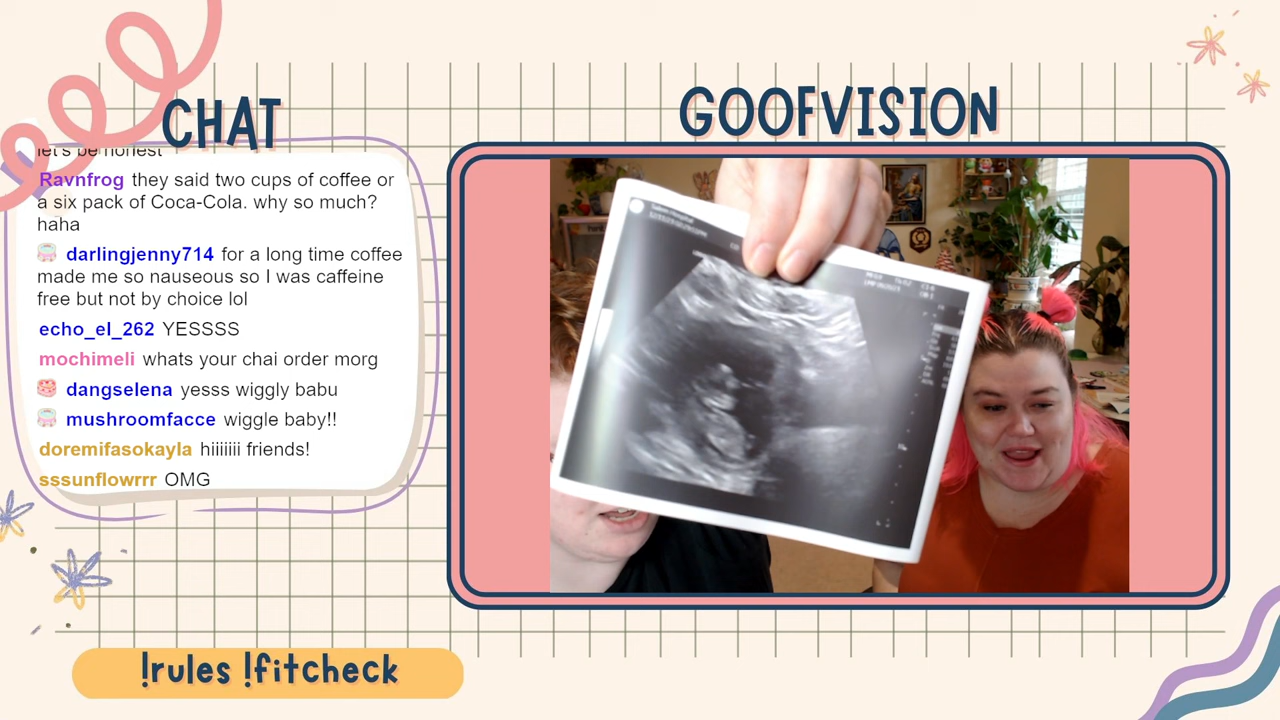 CHAT
GOOFVISION
let's be honest
Ravnfrog they said two cups of coffee or
a six pack of Coca-Cola. why so much?
haha
darlingjenny714 for a long time coffee
made me so nauseous so I was caffeine
free but not by choice lol
echo_el_262 YESSSS
mochimeli whats your chai order morg
dangselena yesss wiggly babu
mushroomfacce wiggle baby!!
doremifasokayla hiiiiiii friends!
sssunflowrrr OMG
!rules !fitcheck